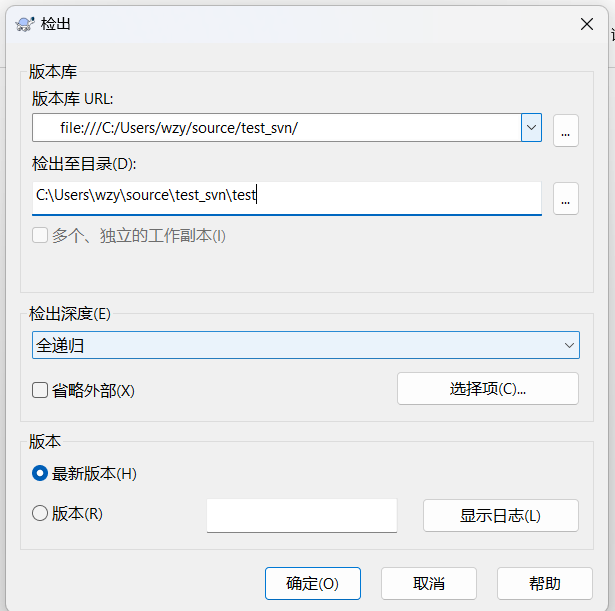 检出
版本库
版本库 URL:
file:///C:/Users/wzy/source/test_svn/
...
检出至目录(D):
C:\Users\wzy\source\test_svn\test
...
多个、独立的工作副本(I)
检出深度(E)
全递归
省略外部(X)
选择项(C)...
版本
最新版本(H)
版本(R)
显示日志(L)
确定(O)
取消
帮助